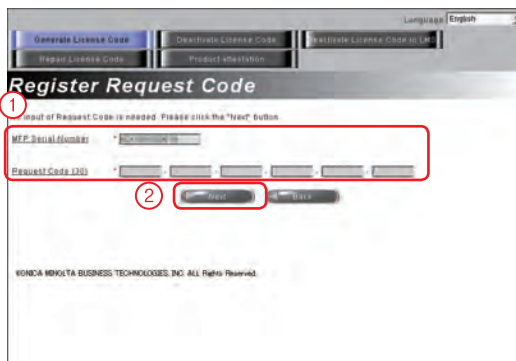 Language English
Generate License Code Deactivate License Code Deactivate License Code in LMS
Repair License Code Product attestation
Register Request Code
1
No input of Request Code is needed. Please click the "Next" button.
MFP Serial Number *
Request Code (30) * - - - - -
2 Next Back
KONICA MINOLTA BUSINESS TECHNOLOGIES, INC. ALL Rights Reserved.